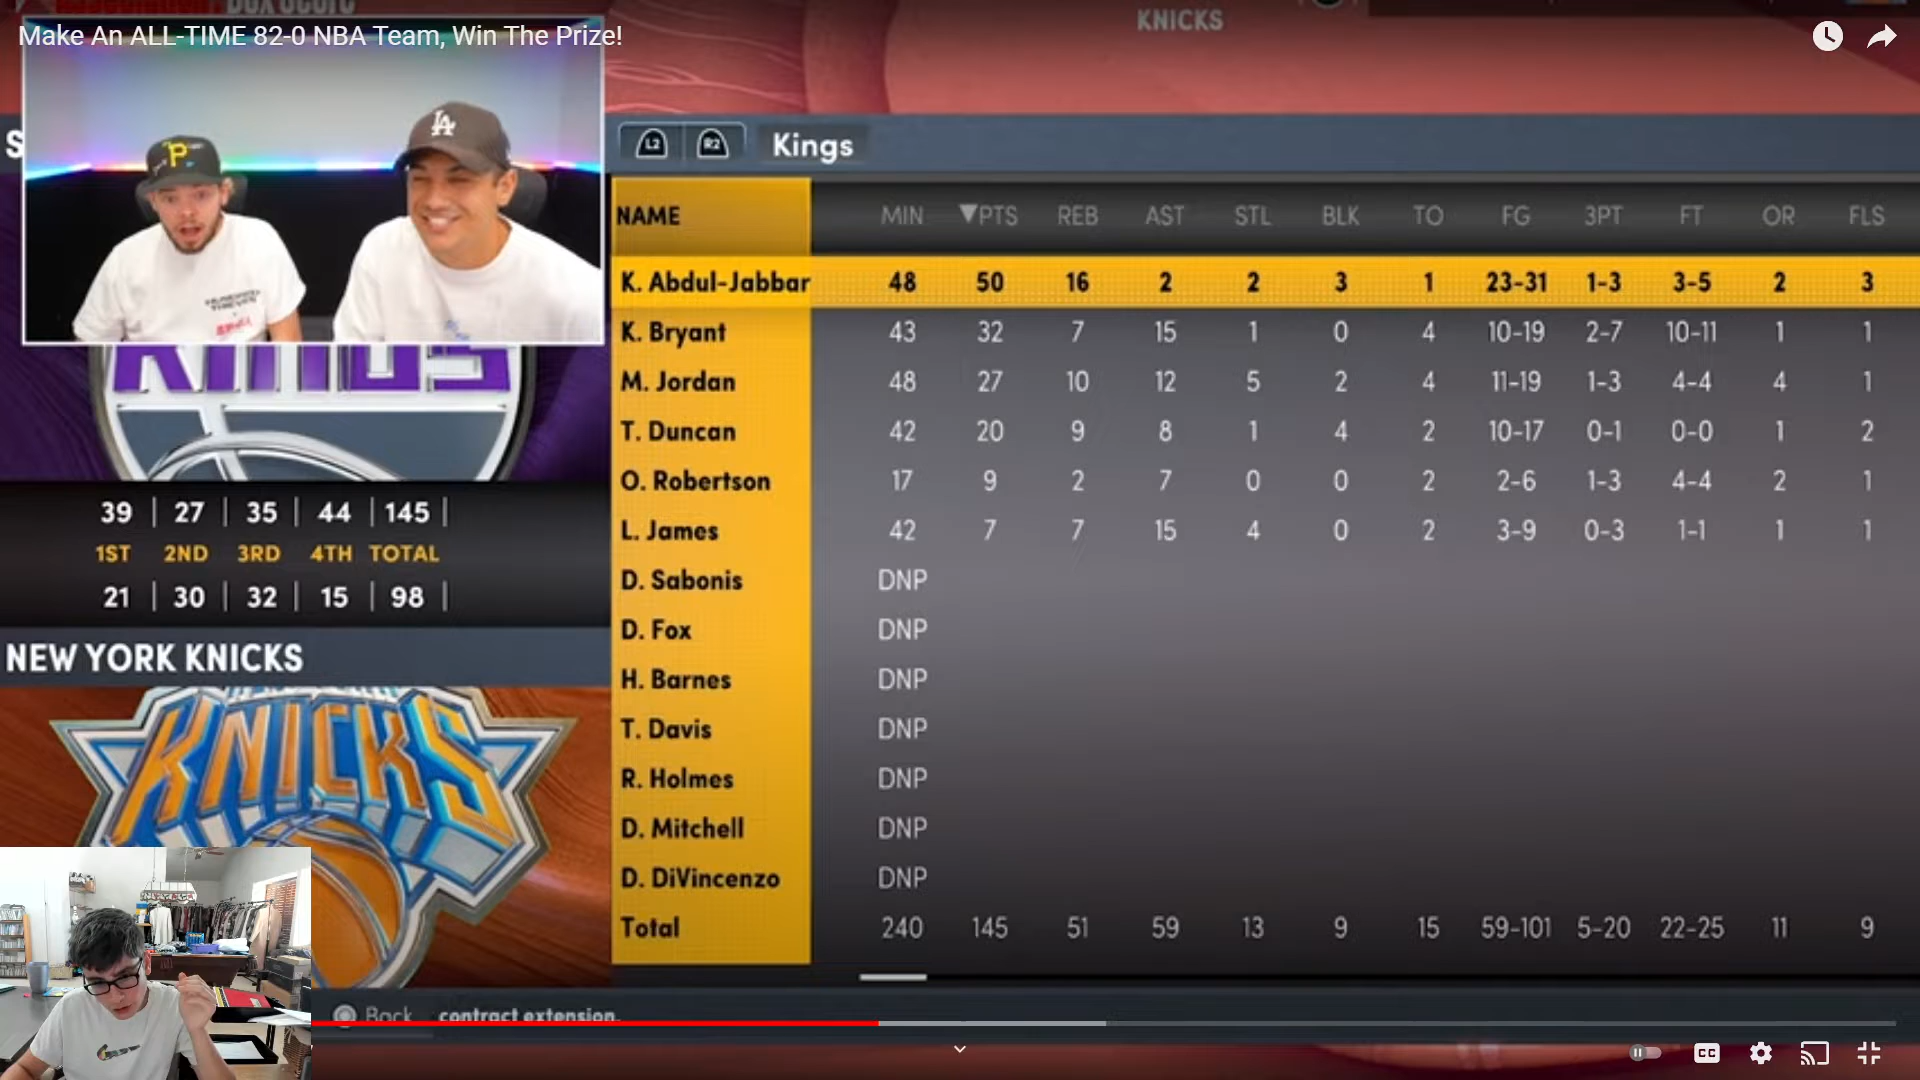 Make An ALL-TIME 82-0 NBA Team, Win The Prize!
KNICKS
L2 R2 Kings
NAME MIN ▼PTS REB AST STL BLK TO FG 3PT FT OR FLS
K. Abdul-Jabbar 48 50 16 2 2 3 1 23-31 1-3 3-5 2 3
K. Bryant 43 32 7 15 1 0 4 10-19 2-7 10-11 1 1
M. Jordan 48 27 10 12 5 2 4 11-19 1-3 4-4 4 1
T. Duncan 42 20 9 8 1 4 2 10-17 0-1 0-0 1 2
O. Robertson 17 9 2 7 0 0 2 2-6 1-3 4-4 2 1
L. James 42 7 7 15 4 0 2 3-9 0-3 1-1 1 1
D. Sabonis DNP
D. Fox DNP
H. Barnes DNP
T. Davis DNP
R. Holmes DNP
D. Mitchell DNP
D. DiVincenzo DNP
Total 240 145 51 59 13 9 15 59-101 5-20 22-25 11 9
P
LA
KINGS
39 27 35 44 145
1ST 2ND 3RD 4TH TOTAL
21 30 32 15 98
NEW YORK KNICKS
KNICKS
Back contract extension.
CC